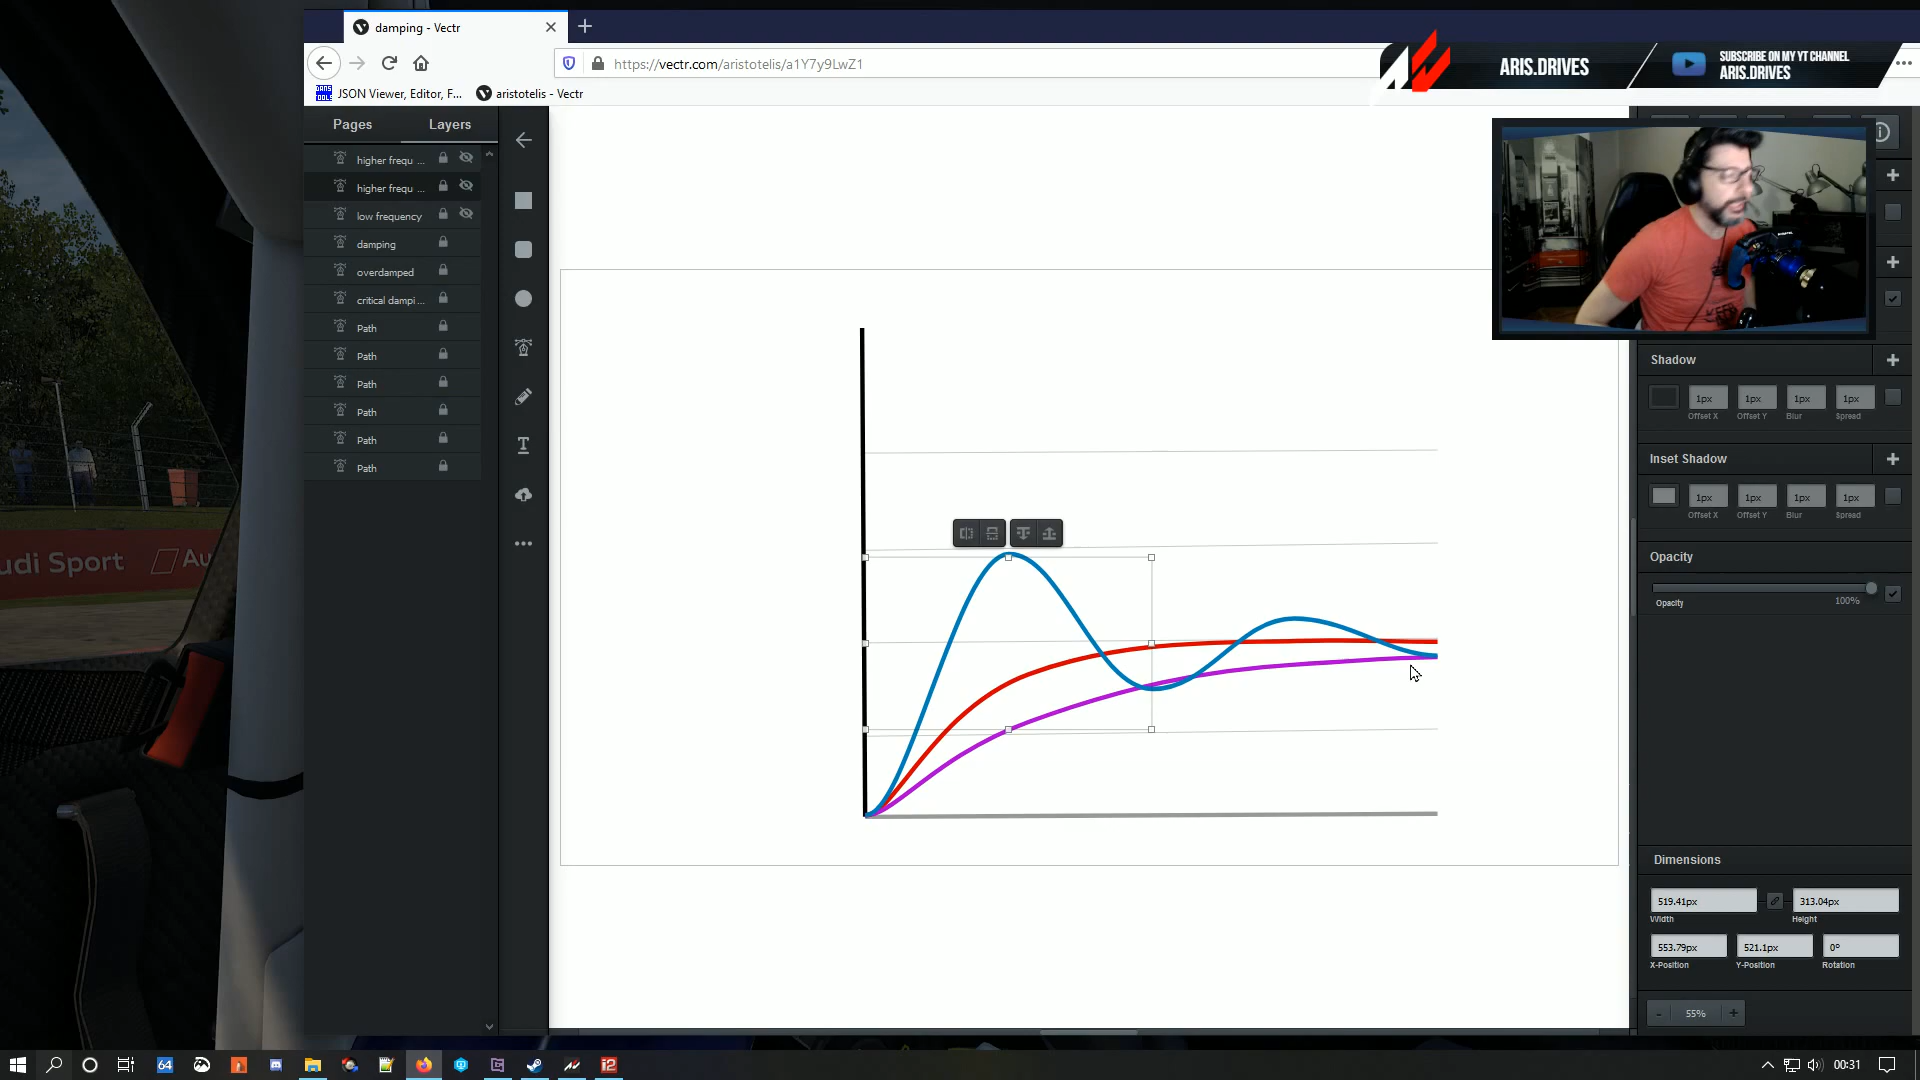 damping - Vectr
https://vectr.com/aristotelis/a1Y7y9LwZ1
JSON Viewer, Editor, F...
aristotelis - Vectr
ARIS.DRIVES
SUBSCRIBE ON MY YT CHANNEL
ARIS.DRIVES
Pages
Layers
higher frequ ...
higher frequ ...
low frequency
damping
overdamped
critical dampi ...
Path
Path
Path
Path
Path
Path
Shadow
1px
1px
1px
1px
Offset X
Offset Y
Blur
Spread
Inset Shadow
1px
1px
1px
1px
Offset X
Offset Y
Blur
Spread
Opacity
Opacity
100%
Dimensions
519.41px
313.04px
Width
Height
553.79px
521.1px
0°
X-Position
Y-Position
Rotation
- 55% +
udi Sport
Au
64
i2
00:31